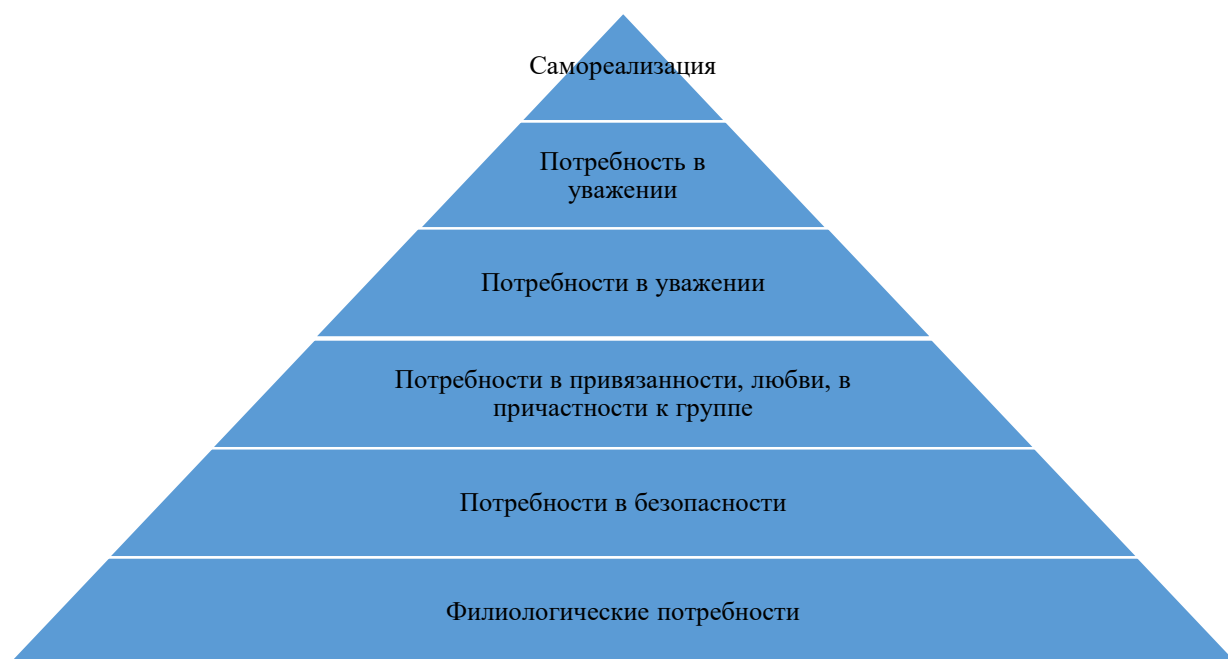 Самореализация
Потребность в
уважении
Потребности в уважении
Потребности в привязанности, любви, в
причастности к группе
Потребности в безопасности
Филиологические потребности